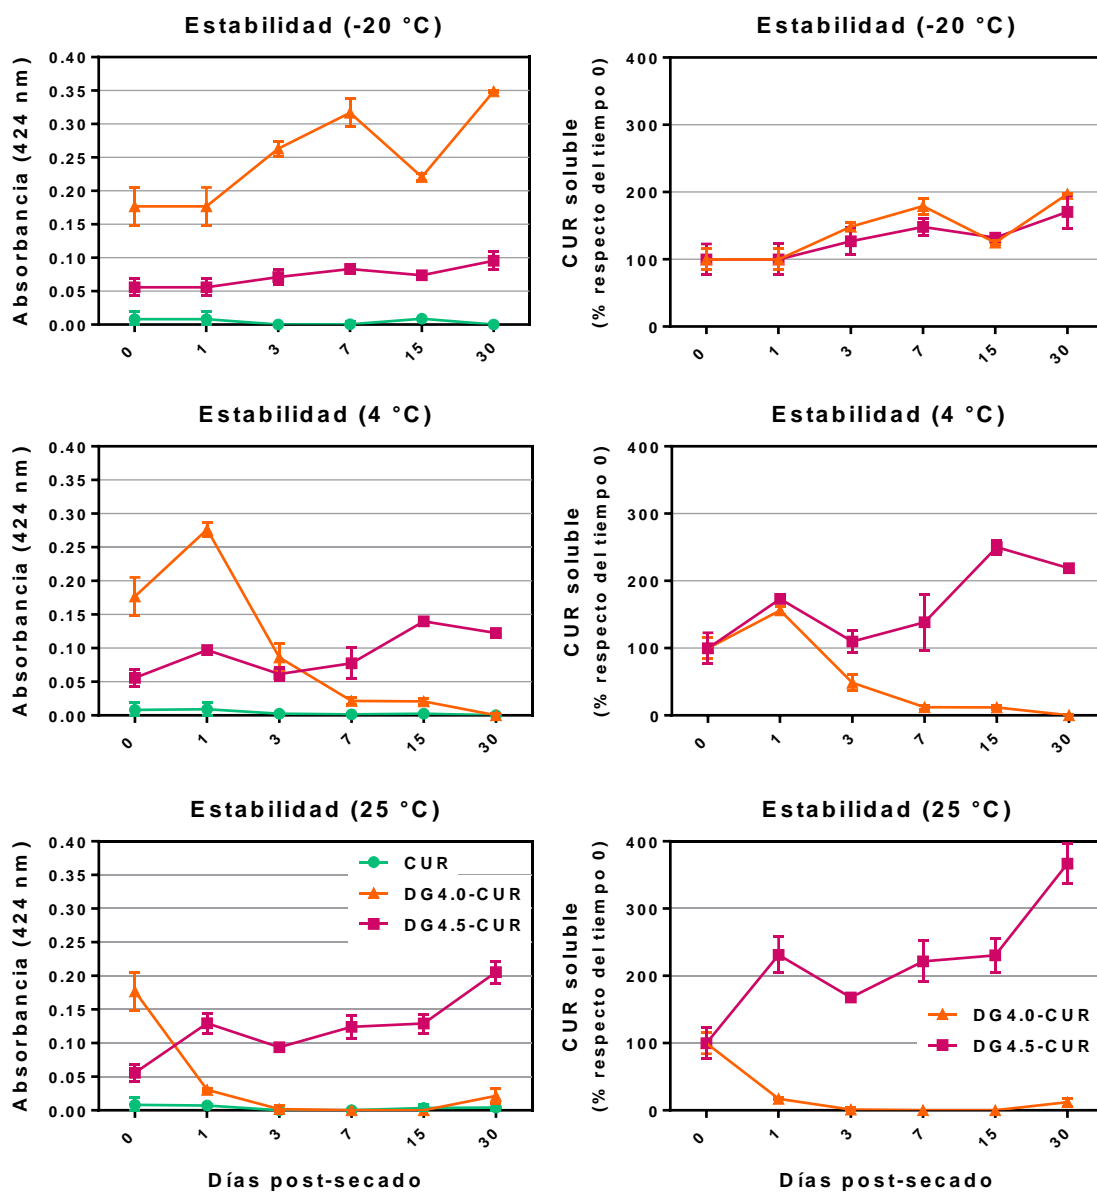 Estabilidad (-20 °C)
Absorbancia (424 nm)
0.40
0.35
0.30
0.25
0.20
0.15
0.10
0.05
0.00
0 1 3 7 15 30
Estabilidad (-20 °C)
CUR soluble
(% respecto del tiempo 0)
400
300
200
100
0
0 1 3 7 15 30
Estabilidad (4 °C)
Absorbancia (424 nm)
0.40
0.35
0.30
0.25
0.20
0.15
0.10
0.05
0.00
0 1 3 7 15 30
Estabilidad (4 °C)
CUR soluble
(% respecto del tiempo 0)
400
300
200
100
0
0 1 3 7 15 30
Estabilidad (25 °C)
Absorbancia (424 nm)
0.40
0.35
0.30
0.25
0.20
0.15
0.10
0.05
0.00
CUR
DG4.0-CUR
DG4.5-CUR
0 1 3 7 15 30
Días post-secado
Estabilidad (25 °C)
CUR soluble
(% respecto del tiempo 0)
400
300
200
100
0
DG4.0-CUR
DG4.5-CUR
0 1 3 7 15 30
Días post-secado